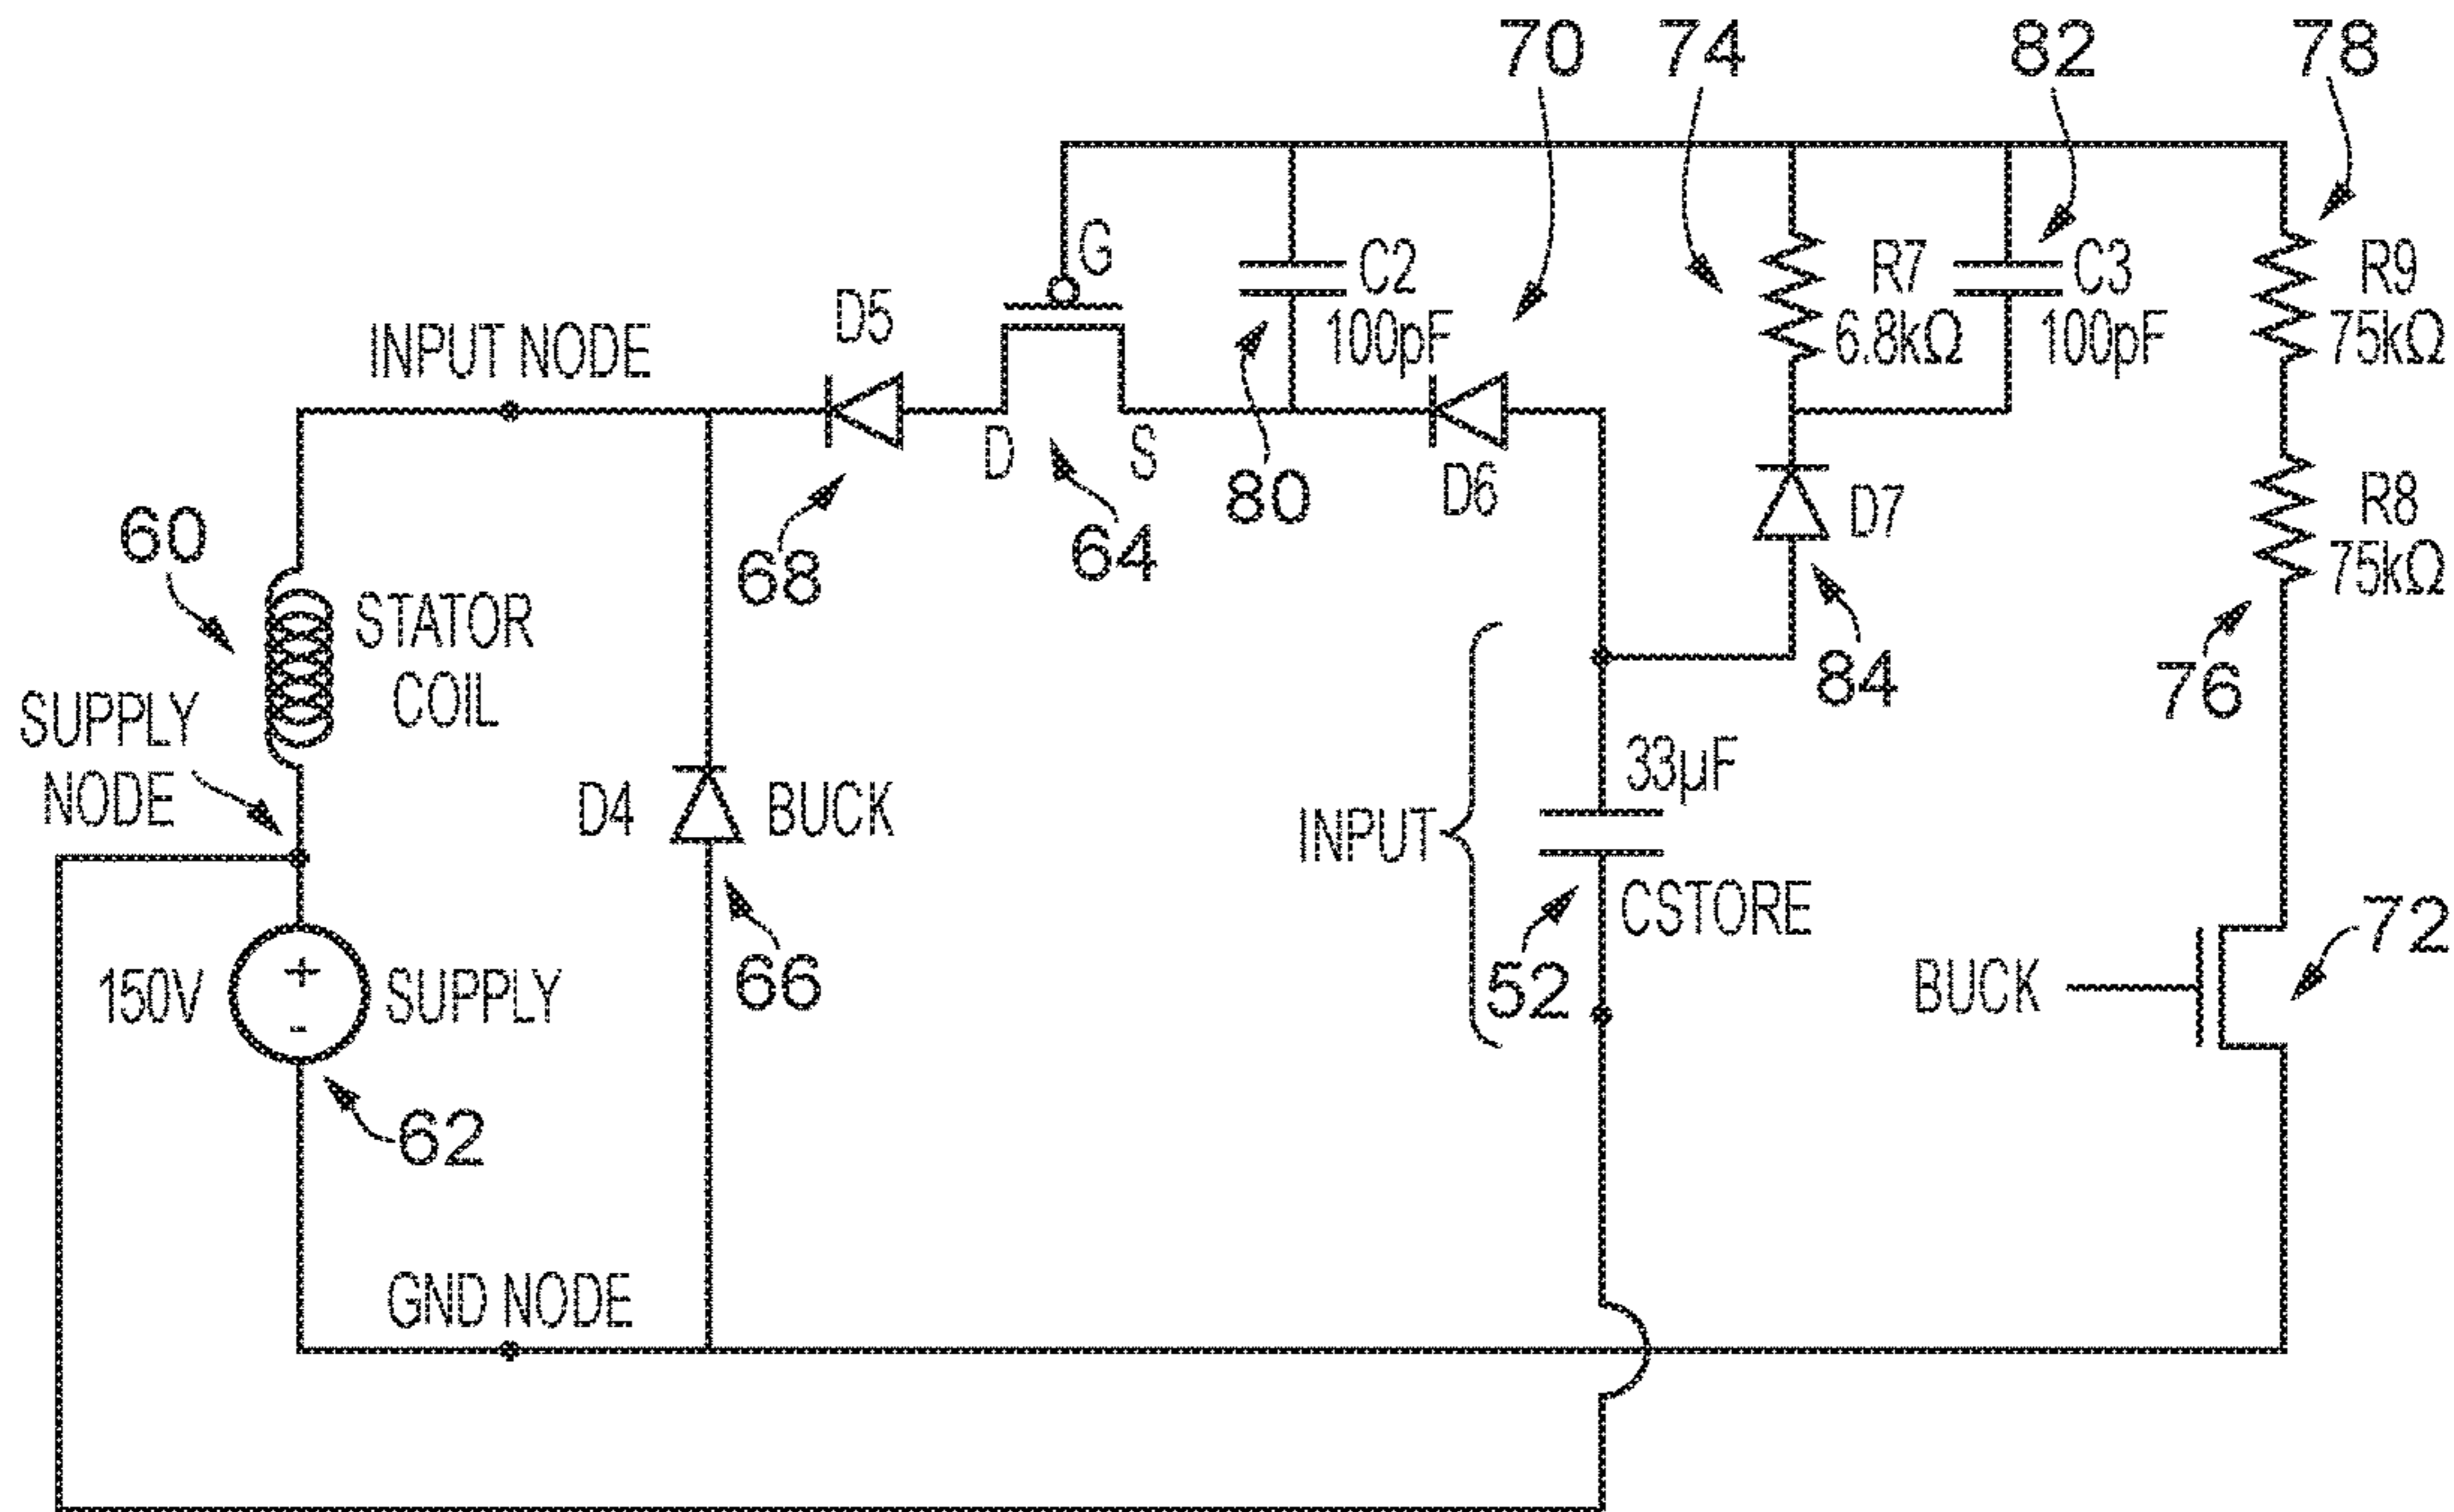 70
74
82
78
G
C2
100pF
R7
6.8kΩ
C3
100pF
R9
75kΩ
D5
INPUT NODE
D
S
80
D6
D7
R8
75kΩ
60
68
64
STATOR
COIL
84
76
SUPPLY
NODE
D4
BUCK
INPUT
33µF
CSTORE
72
150V
+
-
SUPPLY
66
52
BUCK
62
GND NODE